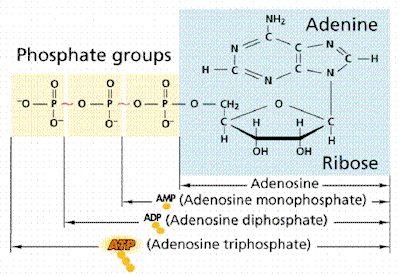 NH₂
Adenine
Phosphate groups
N C C N
H C N C N C H
O O O
⁻O P O P O P O CH₂ O
O⁻ O⁻ O⁻
C H H C
H H
OH OH
Ribose
Adenosine
AMP (Adenosine monophosphate)
ADP (Adenosine diphosphate)
ATP (Adenosine triphosphate)